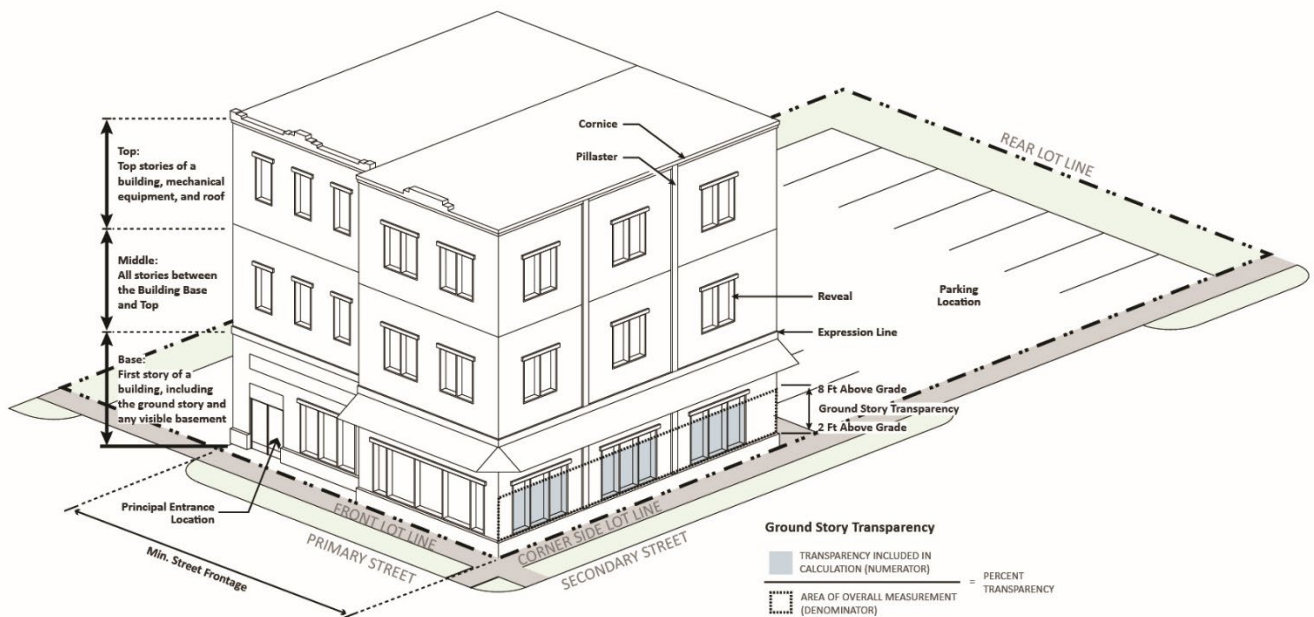 Top:
Top stories of a
building, mechanical
equipment, and roof
Middle:
All stories between
the Building Base
and Top
Base:
First story of a
building, including
the ground story and
any visible basement
Principal Entrance
Location
Min. Street Frontage
FRONT LOT LINE
PRIMARY STREET
CORNER SIDE LOT LINE
SECONDARY STREET
Cornice
Pillaster
Reveal
Expression Line
8 Ft Above Grade
Ground Story Transparency
2 Ft Above Grade
Parking
Location
REAR LOT LINE
Ground Story Transparency
TRANSPARENCY INCLUDED IN
CALCULATION (NUMERATOR)
= PERCENT
TRANSPARENCY
AREA OF OVERALL MEASUREMENT
(DENOMINATOR)